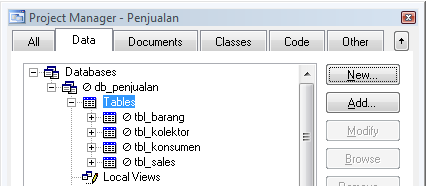 Project Manager - Penjualan
All Data Documents Classes Code Other
Databases
db_penjualan
Tables
tbl_barang
tbl_kolektor
tbl_konsumen
tbl_sales
Local Views
New...
Add...
Modify
Browse